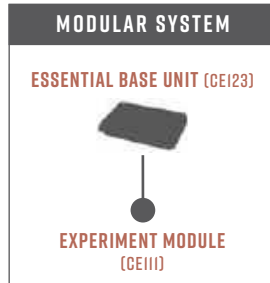 MODULAR SYSTEM
ESSENTIAL BASE UNIT (CE123)
EXPERIMENT MODULE
(CE111)